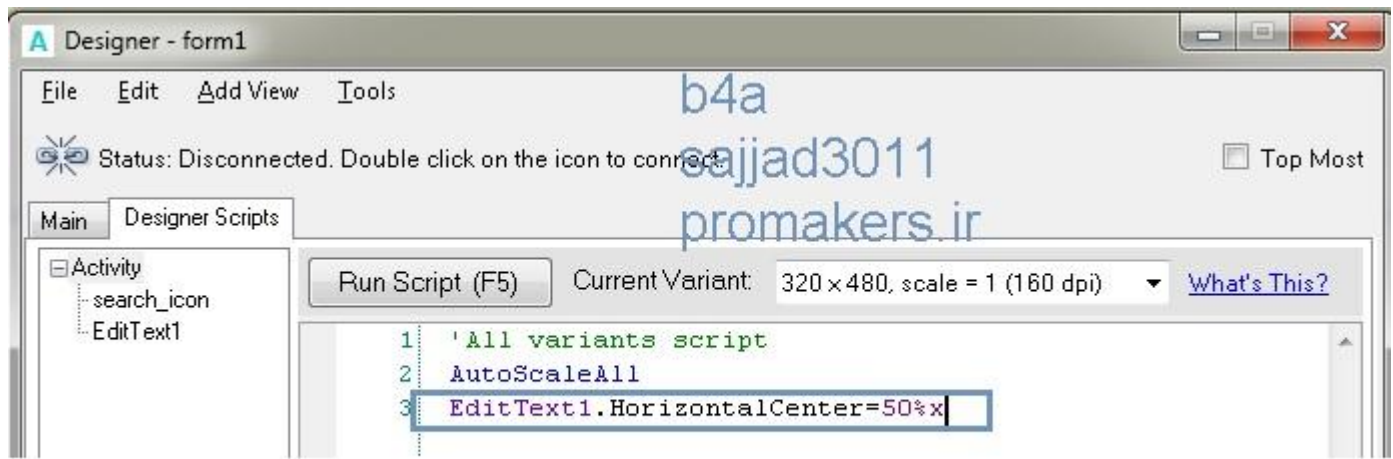 A Designer - form1
File Edit Add View Tools
b4a
Status: Disconnected. Double click on the icon to connect.
sajjad3011
Top Most
Main Designer Scripts
promakers.ir
Activity
search_icon
EditText1
Run Script (F5) Current Variant: 320 x 480, scale = 1 (160 dpi) What's This?
1 'All variants script
2 AutoScaleAll
3 EditText1.HorizontalCenter=50%x